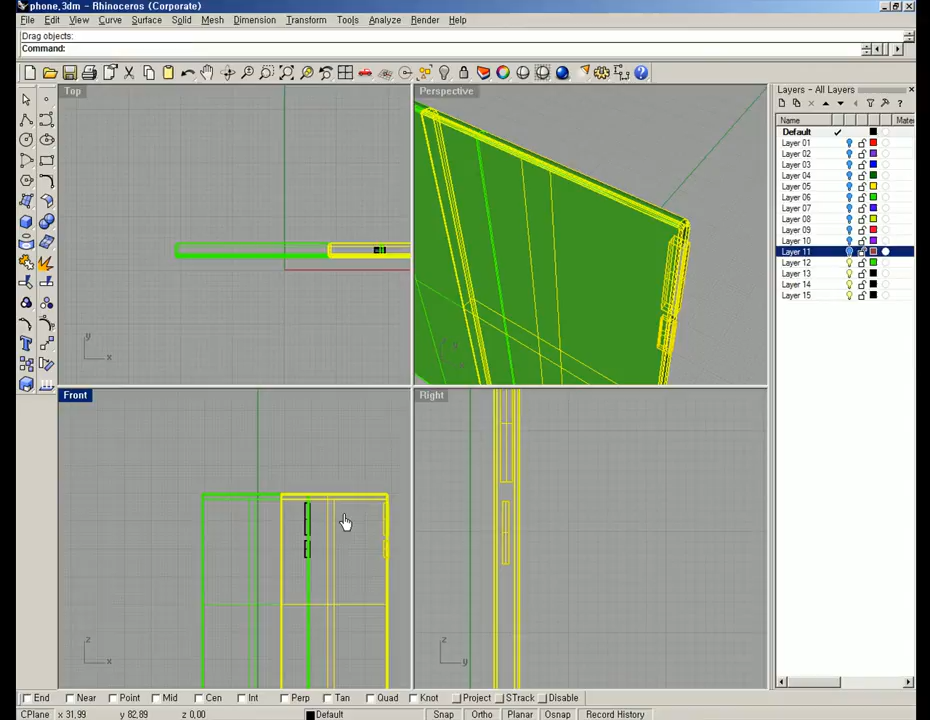 phone.3dm - Rhinoceros (Corporate)
File Edit View Curve Surface Solid Mesh Dimension Transform Tools Analyze Render Help
Drag objects:
Command:
Top
Perspective
Front
Right
y
x
z
x
z
y
Layers - All Layers
Name
Mater
Default
Layer 01
Layer 02
Layer 03
Layer 04
Layer 05
Layer 06
Layer 07
Layer 08
Layer 09
Layer 10
Layer 11
Layer 12
Layer 13
Layer 14
Layer 15
End Near Point Mid Cen Int Perp Tan Quad Knot Project STrack Disable
CPlane x 31,99 y 82,89 z 0,00 Default Snap Ortho Planar Osnap Record History